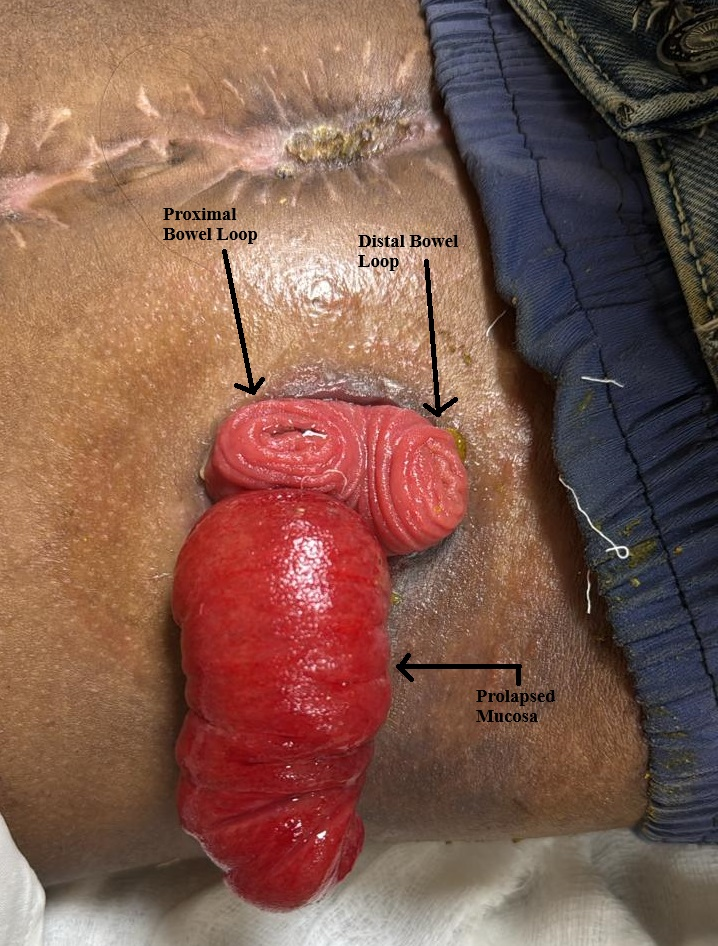 Proximal
Bowel Loop
Distal Bowel
Loop
Prolapsed
Mucosa